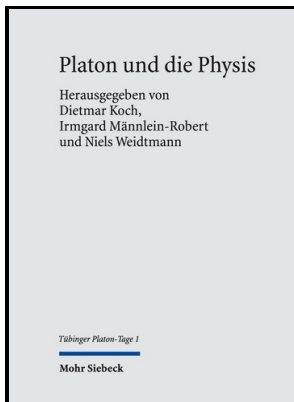 Platon und die Physis
Herausgegeben von
Dietmar Koch,
Irmgard Männlein-Robert
und Niels Weidtmann
Tübinger Platon-Tage 1
Mohr Siebeck